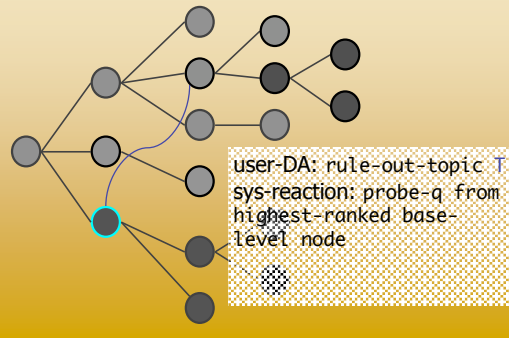 user-DA: rule-out-topic T
sys-reaction: probe-q from
highest-ranked base-
level node